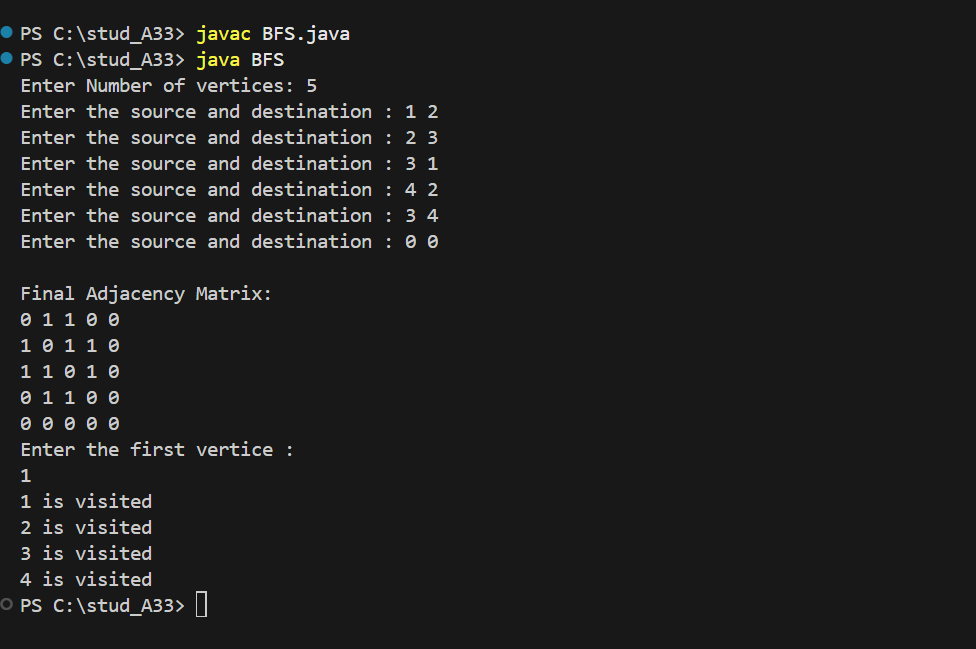 PS C:\stud_A33> javac BFS.java
PS C:\stud_A33> java BFS
Enter Number of vertices: 5
Enter the source and destination : 1 2
Enter the source and destination : 2 3
Enter the source and destination : 3 1
Enter the source and destination : 4 2
Enter the source and destination : 3 4
Enter the source and destination : 0 0
Final Adjacency Matrix:
0 1 1 0 0
1 0 1 1 0
1 1 0 1 0
0 1 1 0 0
0 0 0 0 0
Enter the first vertice :
1
1 is visited
2 is visited
3 is visited
4 is visited
PS C:\stud_A33>